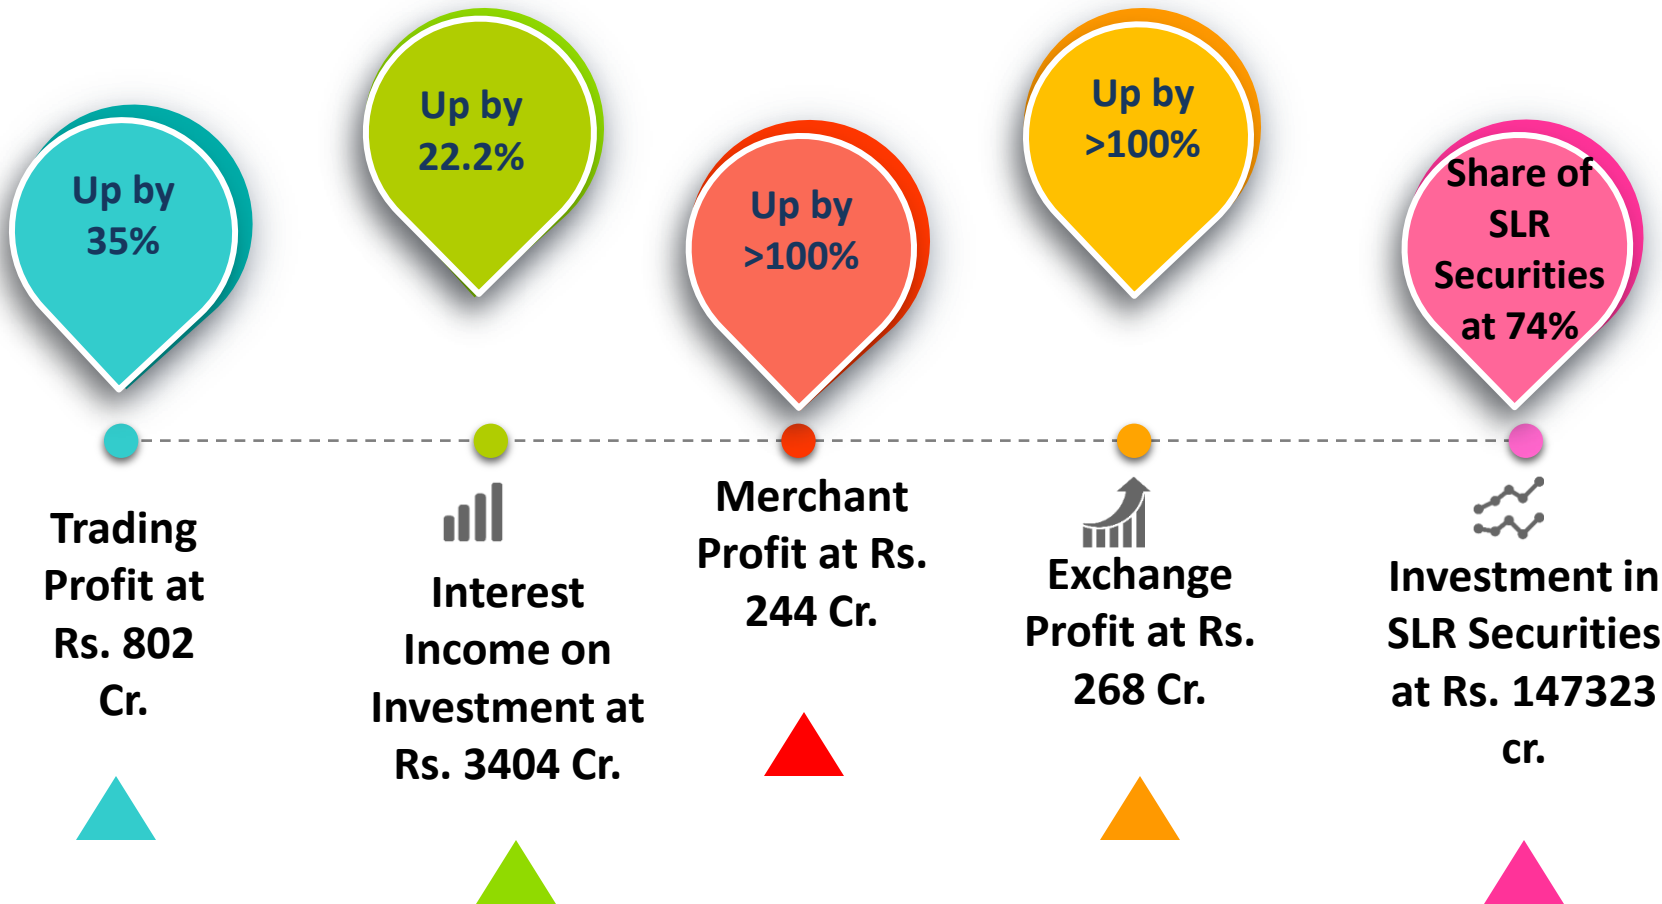 Up by
35%
Up by
22.2%
Up by
>100%
Up by
>100%
Share of
SLR
Securities
at 74%
Trading
Profit at
Rs. 802
Cr.
Interest
Income on
Investment at
Rs. 3404 Cr.
Merchant
Profit at Rs.
244 Cr.
Exchange
Profit at Rs.
268 Cr.
Investment in
SLR Securities
at Rs. 147323
cr.